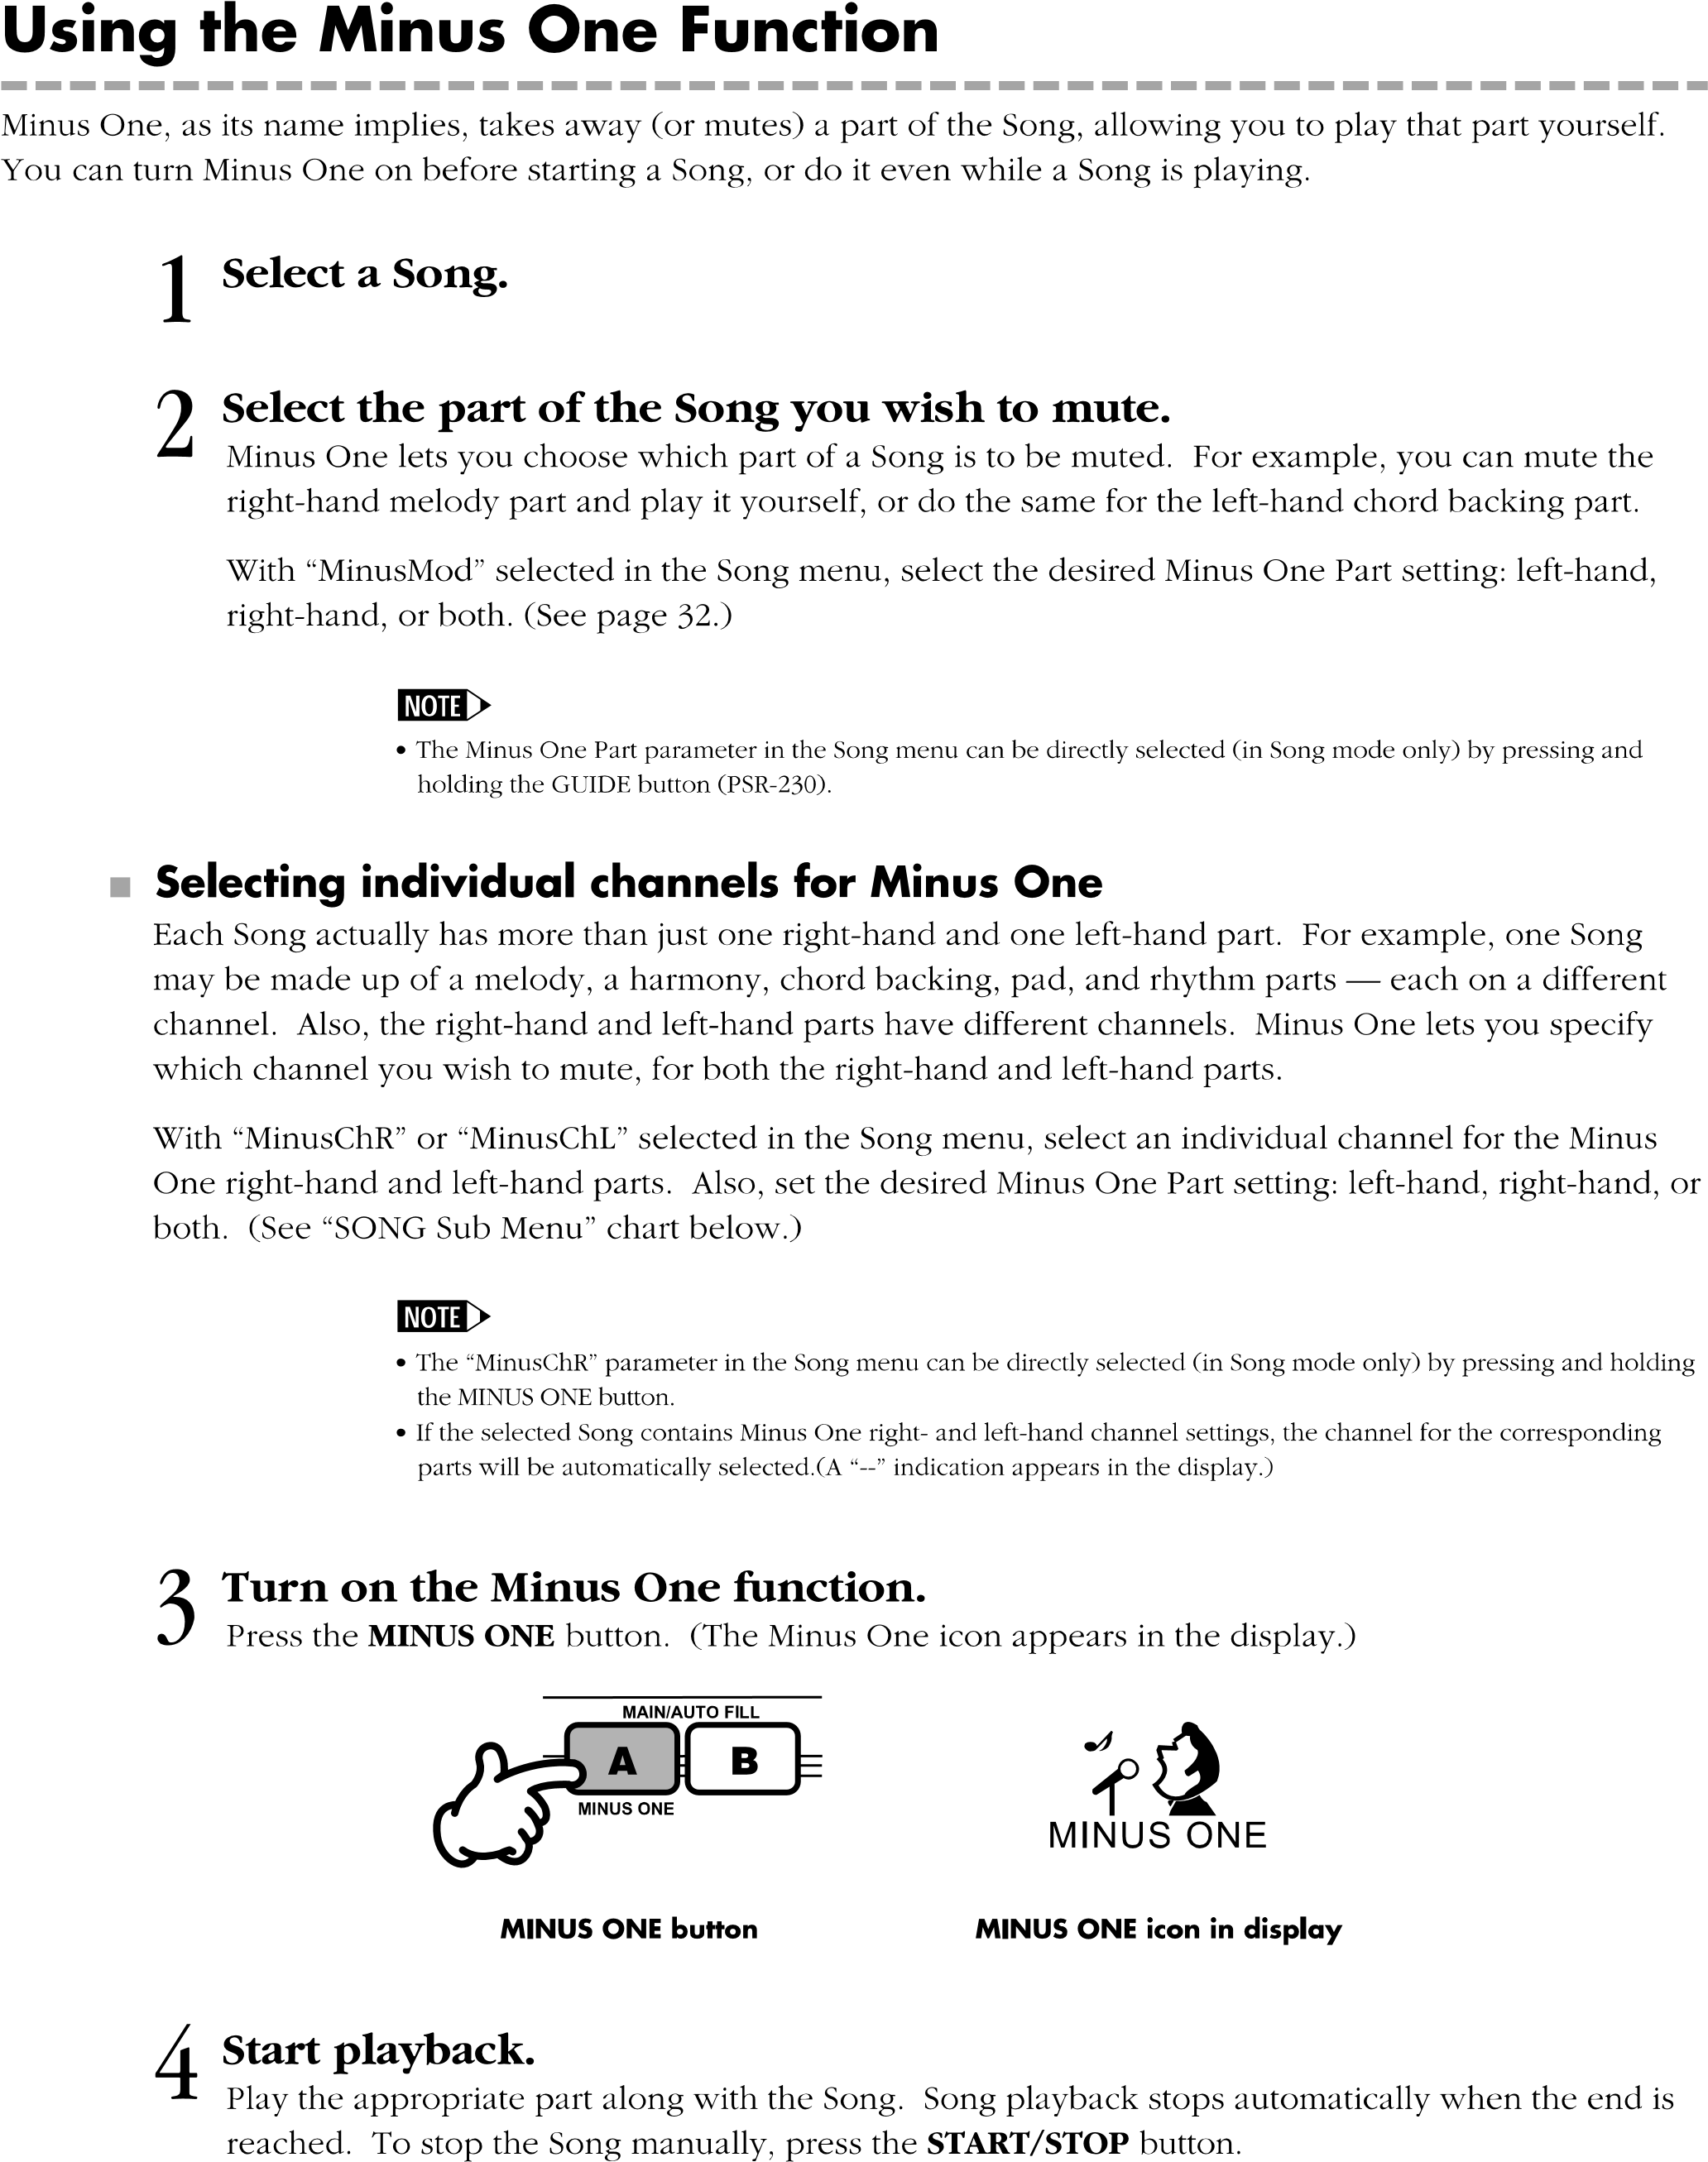 Using the Minus One Function
Minus One, as its name implies, takes away (or mutes) a part of the Song, allowing you to play that part yourself.
You can turn Minus One on before starting a Song, or do it even while a Song is playing.
1 Select a Song.
2 Select the part of the Song you wish to mute.
Minus One lets you choose which part of a Song is to be muted.  For example, you can mute the
right-hand melody part and play it yourself, or do the same for the left-hand chord backing part.
With “MinusMod” selected in the Song menu, select the desired Minus One Part setting: left-hand,
right-hand, or both. (See page 32.)
NOTE
• The Minus One Part parameter in the Song menu can be directly selected (in Song mode only) by pressing and
holding the GUIDE button (PSR-230).
■ Selecting individual channels for Minus One
Each Song actually has more than just one right-hand and one left-hand part.  For example, one Song
may be made up of a melody, a harmony, chord backing, pad, and rhythm parts — each on a different
channel.  Also, the right-hand and left-hand parts have different channels.  Minus One lets you specify
which channel you wish to mute, for both the right-hand and left-hand parts.
With “MinusChR” or “MinusChL” selected in the Song menu, select an individual channel for the Minus
One right-hand and left-hand parts.  Also, set the desired Minus One Part setting: left-hand, right-hand, or
both.  (See “SONG Sub Menu” chart below.)
NOTE
• The “MinusChR” parameter in the Song menu can be directly selected (in Song mode only) by pressing and holding
the MINUS ONE button.
• If the selected Song contains Minus One right- and left-hand channel settings, the channel for the corresponding
parts will be automatically selected.(A “--” indication appears in the display.)
3 Turn on the Minus One function.
Press the MINUS ONE button.  (The Minus One icon appears in the display.)
MAIN/AUTO FILL
A B
MINUS ONE
MINUS ONE
MINUS ONE button
MINUS ONE icon in display
4 Start playback.
Play the appropriate part along with the Song.  Song playback stops automatically when the end is
reached.  To stop the Song manually, press the START/STOP button.